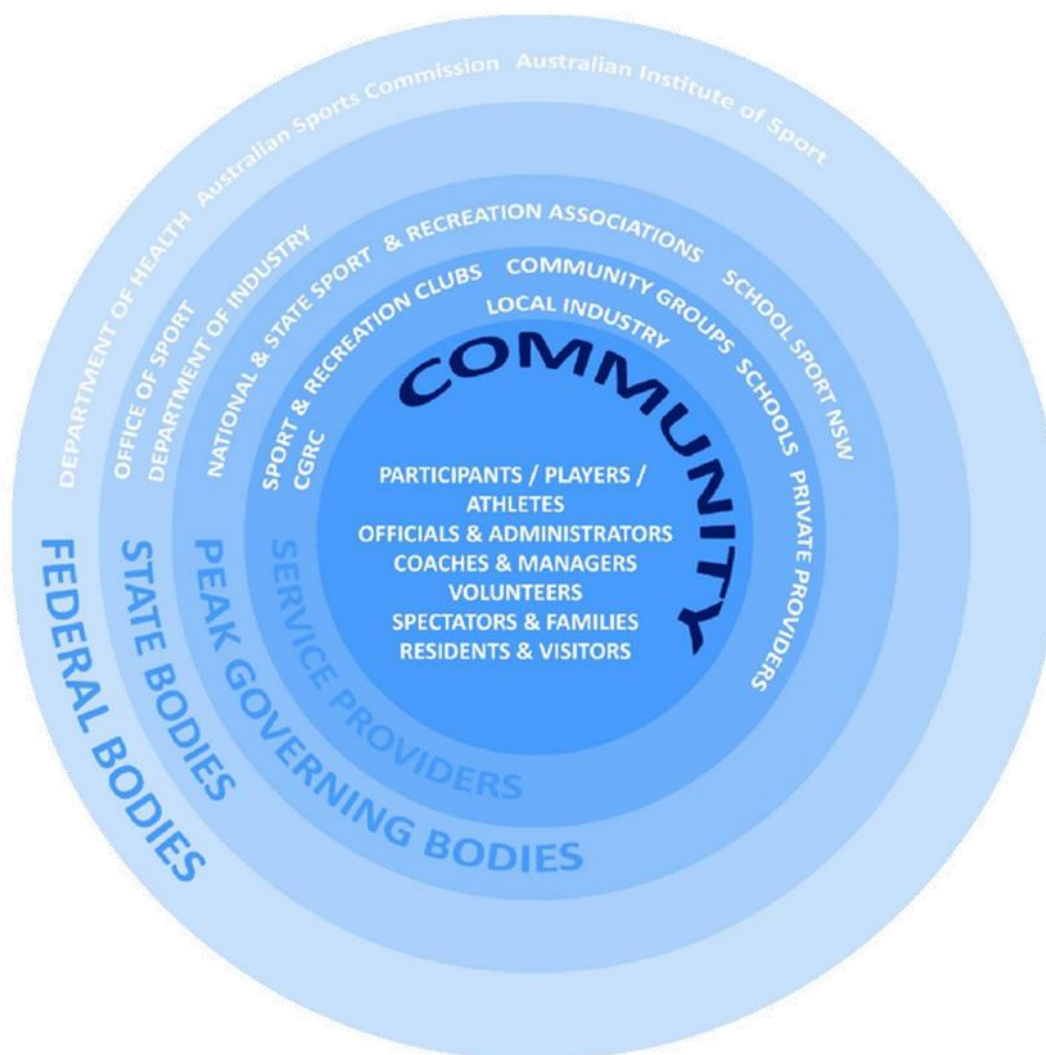 DEPARTMENT OF HEALTH
Australian Sports Commission
Australian Institute of Sport
OFFICE OF SPORT
DEPARTMENT OF INDUSTRY
NATIONAL & STATE SPORT & RECREATION ASSOCIATIONS
SCHOOL SPORT NSW
SPORT & RECREATION CLUBS
COMMUNITY GROUPS
SCHOOLS
PRIVATE PROVIDERS
CGRC
LOCAL INDUSTRY
COMMUNITY
PARTICIPANTS / PLAYERS /
ATHLETES
OFFICIALS & ADMINISTRATORS
COACHES & MANAGERS
VOLUNTEERS
SPECTATORS & FAMILIES
RESIDENTS & VISITORS
SERVICE PROVIDERS
PEAK GOVERNING BODIES
STATE BODIES
FEDERAL BODIES